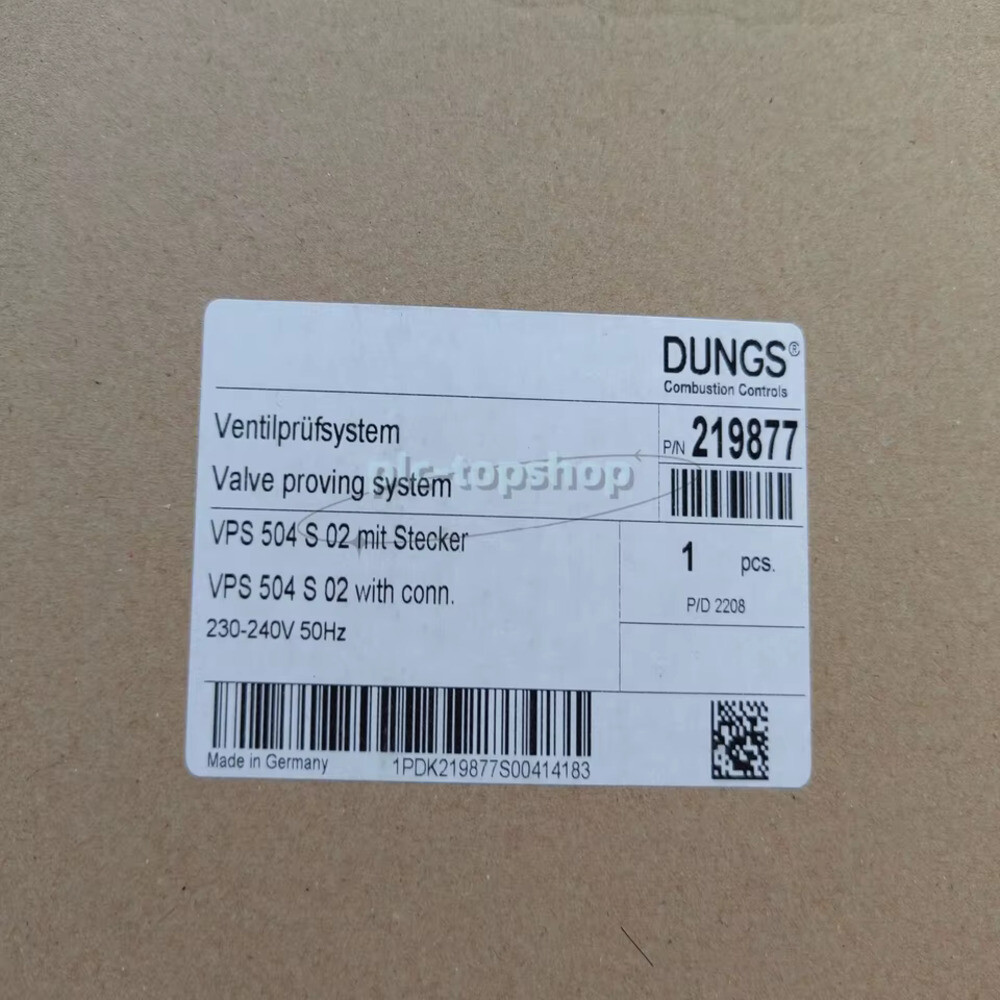 DUNGS®
Combustion Controls
Ventilprüfsystem
Valve proving system
P/N 219877
plc-topshop
VPS 504 S 02 mit Stecker
VPS 504 S 02 with conn.
230-240V 50Hz
1 pcs.
P/D 2208
Made in Germany
1PDK219877S00414183